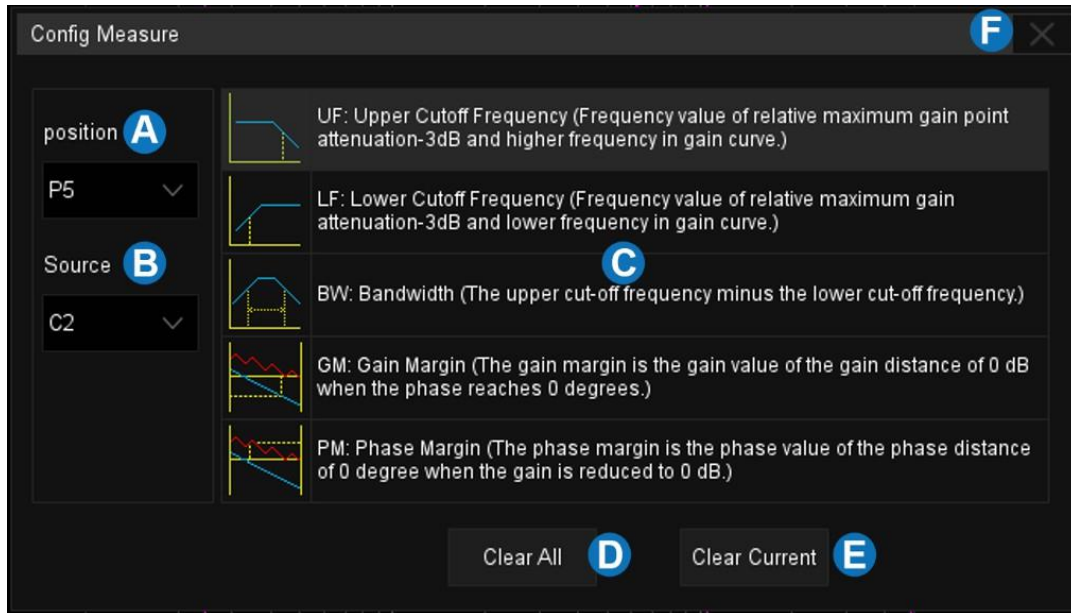 Config Measure
F
position A
P5
Source B
C2
UF: Upper Cutoff Frequency (Frequency value of relative maximum gain point
attenuation-3dB and higher frequency in gain curve.)
LF: Lower Cutoff Frequency (Frequency value of relative maximum gain
attenuation-3dB and lower frequency in gain curve.)
C
BW: Bandwidth (The upper cut-off frequency minus the lower cut-off frequency.)
GM: Gain Margin (The gain margin is the gain value of the gain distance of 0 dB
when the phase reaches 0 degrees.)
PM: Phase Margin (The phase margin is the phase value of the phase distance
of 0 degree when the gain is reduced to 0 dB.)
Clear All D
Clear Current E